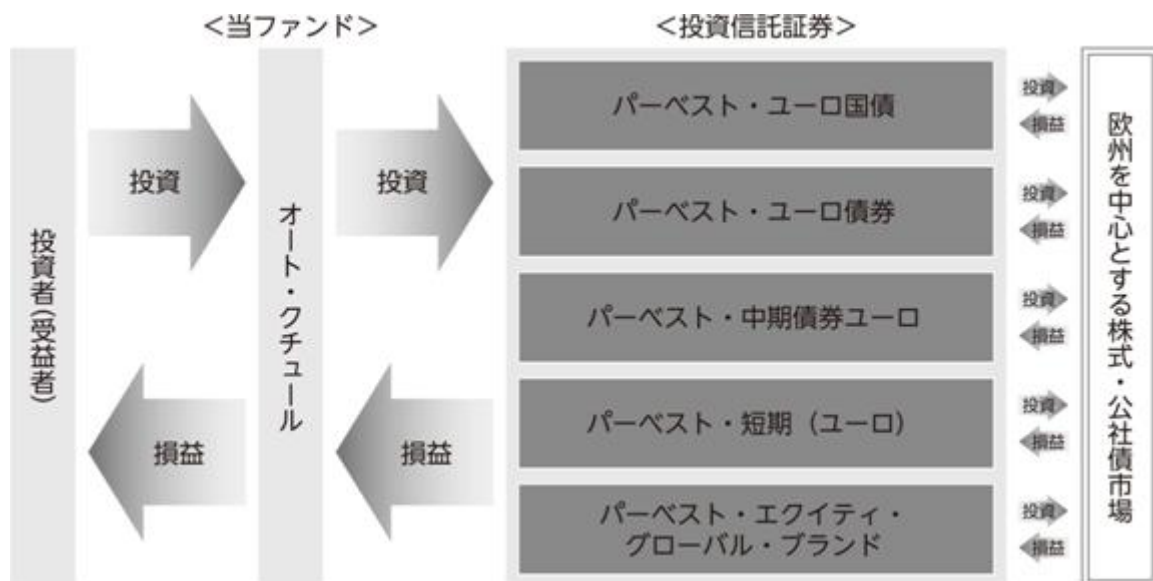 ＜当ファンド＞
＜投資信託証券＞
投資者(受益者)
投資
損益
オート・クチュール
投資
損益
パーベスト・ユーロ国債
パーベスト・ユーロ債券
パーベスト・中期債券ユーロ
パーベスト・短期（ユーロ）
パーベスト・エクイティ・
グローバル・ブランド
投資
損益
投資
損益
投資
損益
投資
損益
投資
損益
欧州を中心とする株式・公社債市場